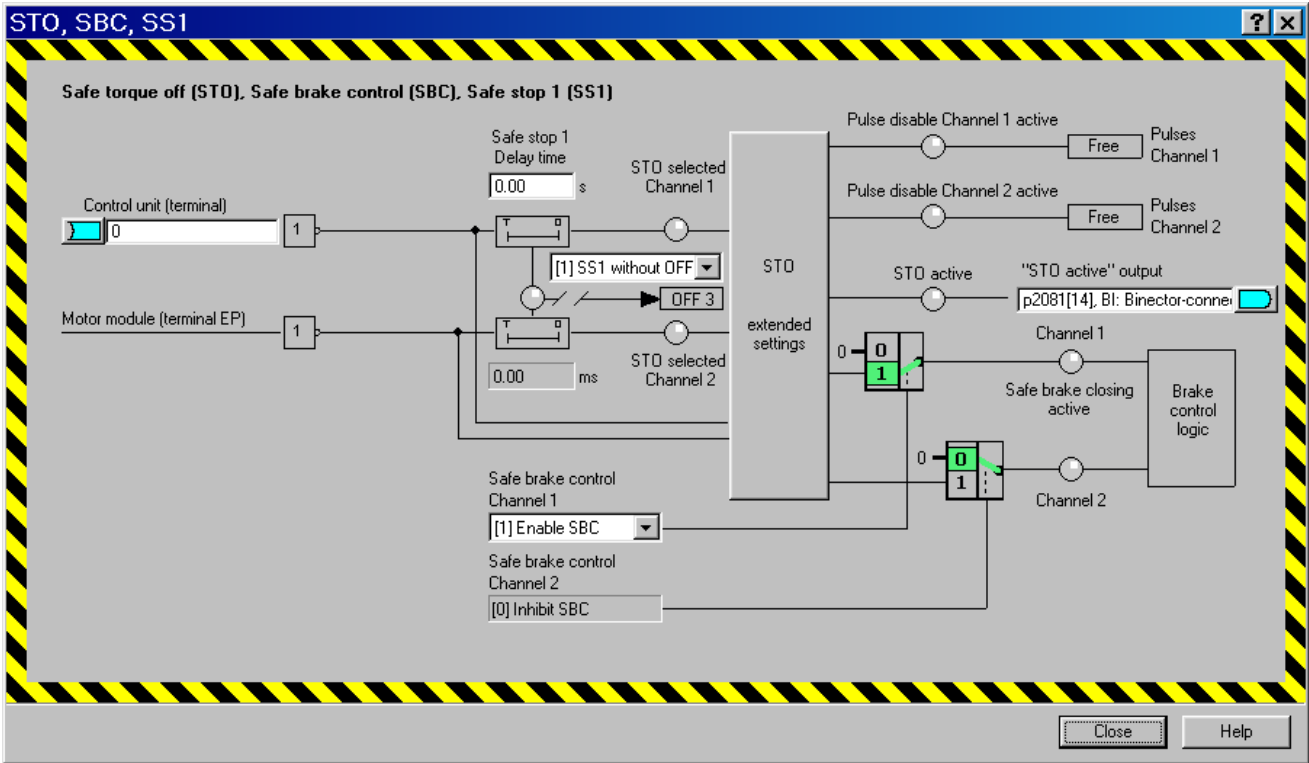 STO, SBC, SS1
?
×
Safe torque off (STO), Safe brake control (SBC), Safe stop 1 (SS1)
Safe stop 1
Delay time
0.00 s
STO selected
Channel 1
Pulse disable Channel 1 active
Free
Pulses
Channel 1
Control unit (terminal)
0
1
T 0
[1] SS1 without OFF
OFF 3
Pulse disable Channel 2 active
Free
Pulses
Channel 2
STO
extended
settings
STO active
"STO active" output
p2081[14], BI: Binector-connec
Motor module (terminal EP)
1
T 0
0.00 ms
STO selected
Channel 2
0
0
1
Channel 1
Safe brake closing
active
Brake
control
logic
0
0
1
Channel 2
Safe brake control
Channel 1
[1] Enable SBC
Safe brake control
Channel 2
[0] Inhibit SBC
Close
Help